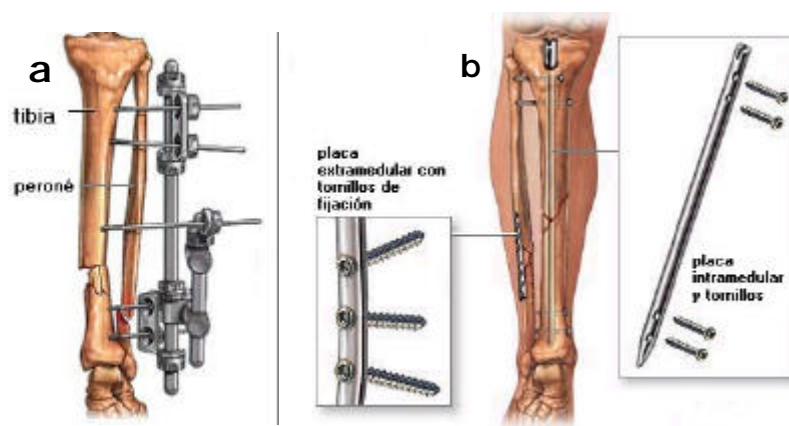 a
tibia
peroné
b
placa
extramedular con
tornillos de
fijación
placa
intramedular
y tornillos